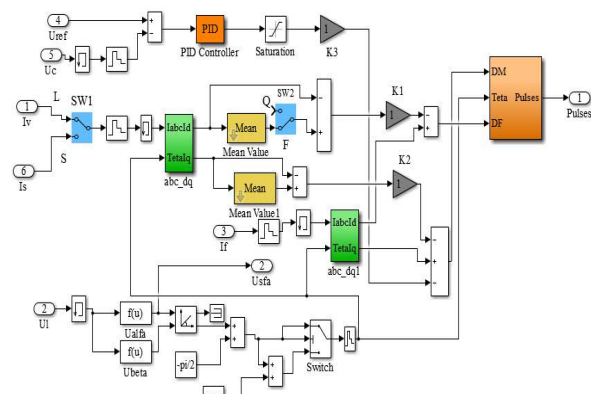 4
Uref
5
Uc
PID
PID Controller
Saturation
1
K3
1
Iv
L
SW1
S
6
Is
IabcId
TetaIq
abc_dq
Mean
Mean Value
Q
SW2
F
Mean
Mean Value1
1
K1
1
K2
3
If
IabcId
TetaIq
abc_dq1
DM
Teta
DF
Pulses
1
Pulses
2
Usfa
2
U1
f(u)
Ualfa
f(u)
Ubeta
-pi/2
Switch